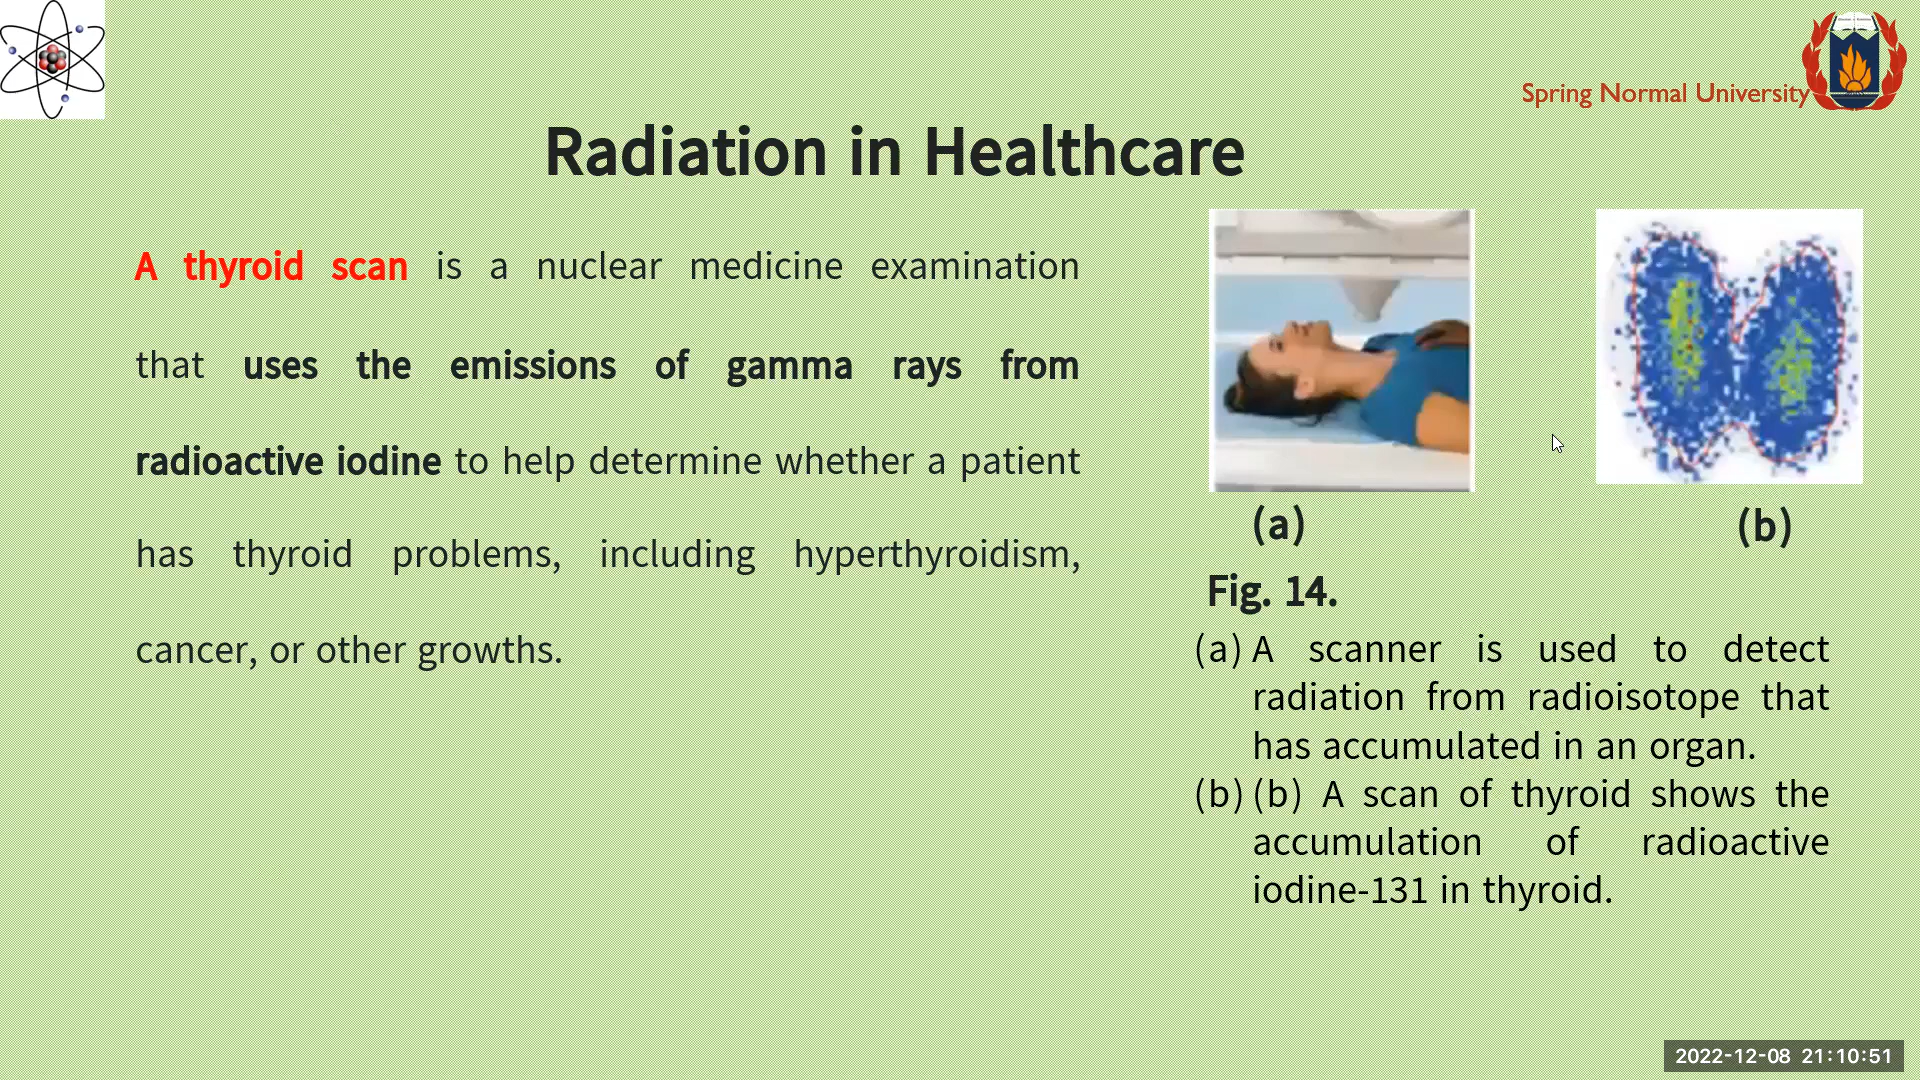 Spring Normal University
Radiation in Healthcare
A thyroid scan is a nuclear medicine examination
that uses the emissions of gamma rays from
radioactive iodine to help determine whether a patient
has thyroid problems, including hyperthyroidism,
cancer, or other growths.
(a)
(b)
Fig. 14.
(a) A scanner is used to detect
radiation from radioisotope that
has accumulated in an organ.
(b) (b) A scan of thyroid shows the
accumulation of radioactive
iodine-131 in thyroid.
2022-12-08 21:10:51